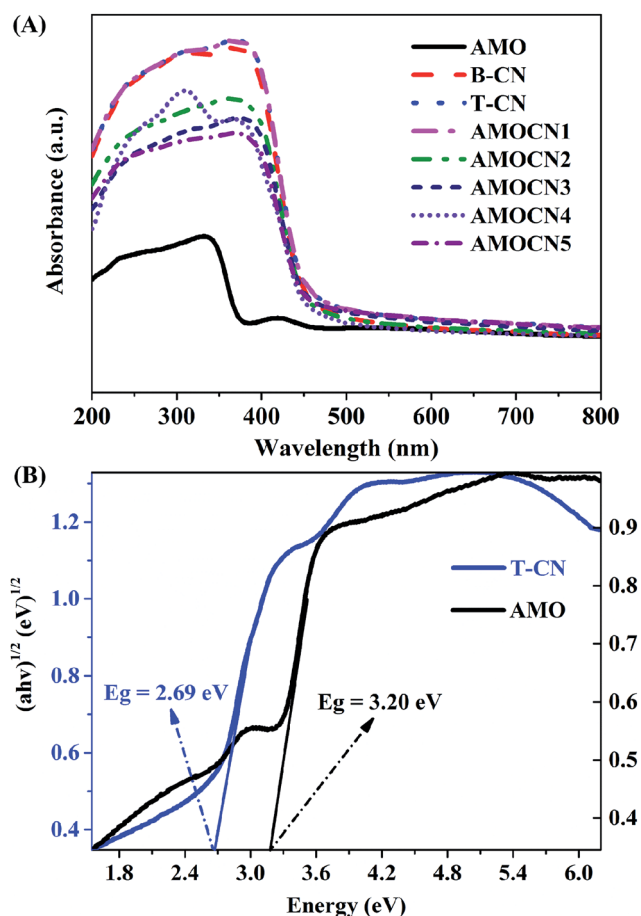 (A)
Absorbance (a.u.)
AMO
B-CN
T-CN
AMOCN1
AMOCN2
AMOCN3
AMOCN4
AMOCN5
200 300 400 500 600 700 800
Wavelength (nm)
(B)
(ahv)^1/2 (eV)^1/2
1.2
1.0
0.8
0.6
0.4
T-CN
AMO
Eg = 2.69 eV
Eg = 3.20 eV
0.9
0.8
0.7
0.6
0.5
0.4
1.8 2.4 3.0 3.6 4.2 4.8 5.4 6.0
Energy (eV)